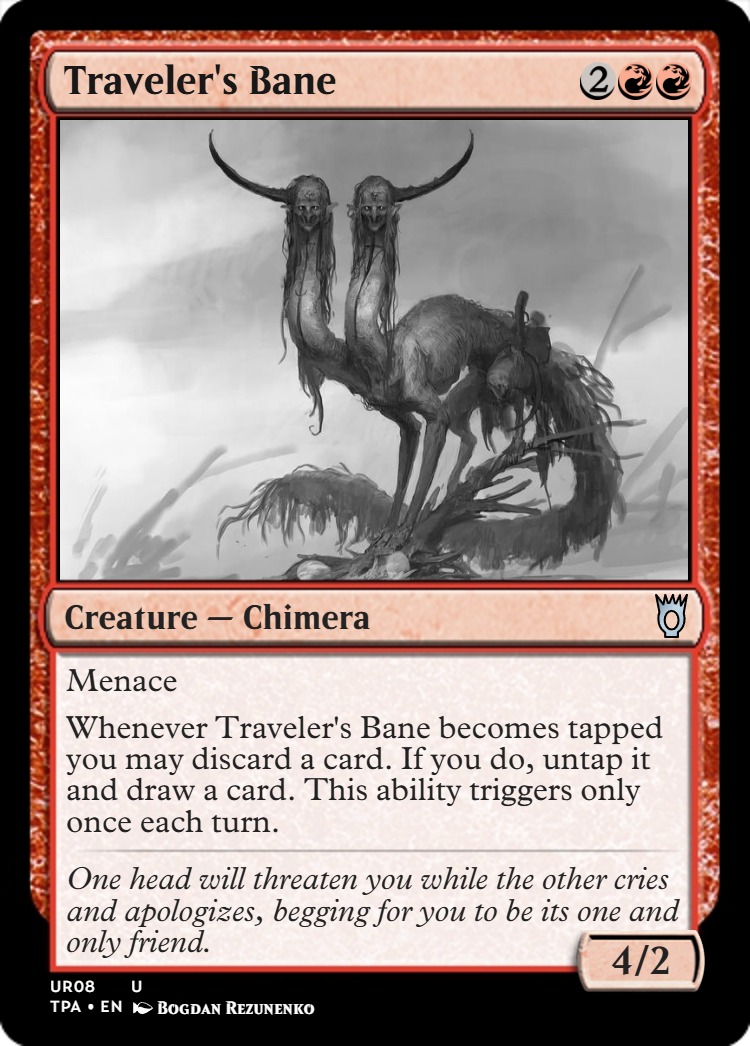 Traveler's Bane 2
Creature — Chimera
Menace
Whenever Traveler's Bane becomes tapped
you may discard a card. If you do, untap it
and draw a card. This ability triggers only
once each turn.
One head will threaten you while the other cries
and apologizes, begging for you to be its one and
only friend.
4/2
UR08 U
TPA • EN Bogdan Rezunenko